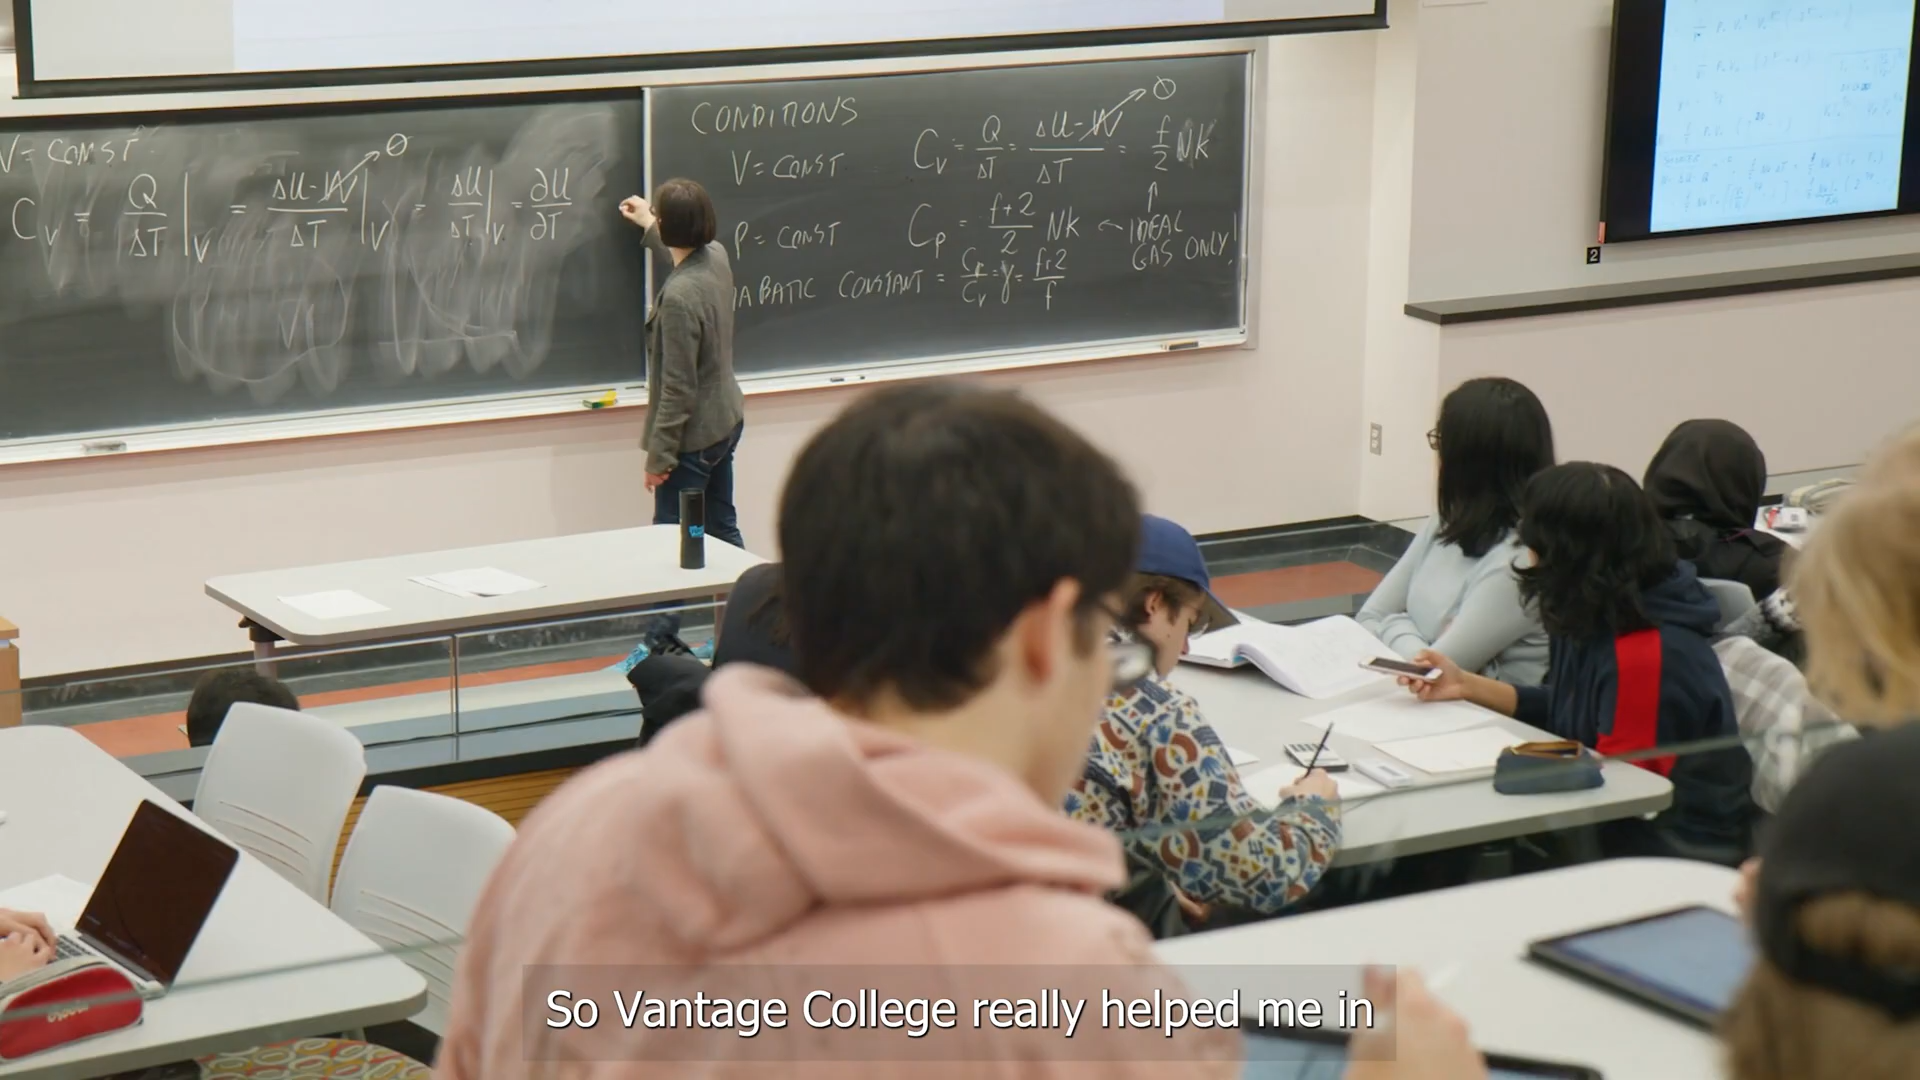 V = CONST
C_V = Q/ΔT |_V = (ΔU-W)/ΔT |_V = ΔU/ΔT |_V = ∂U/∂T
CONDITIONS
V = CONST C_V = Q/ΔT = (ΔU-W)/ΔT = f/2 Nk
P = CONST C_P = (f+2)/2 Nk ← IDEAL
GAS ONLY!
ABATIC CONSTANT = C_P/C_V = γ = (f+2)/f
2
So Vantage College really helped me in